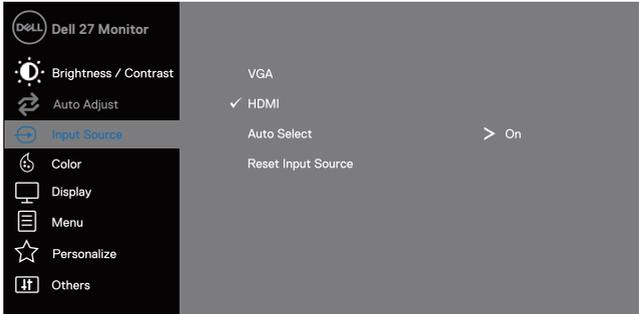 DELL Dell 27 Monitor
Brightness / Contrast
VGA
Auto Adjust
✓ HDMI
Input Source
Auto Select > On
Color
Reset Input Source
Display
Menu
Personalize
Others